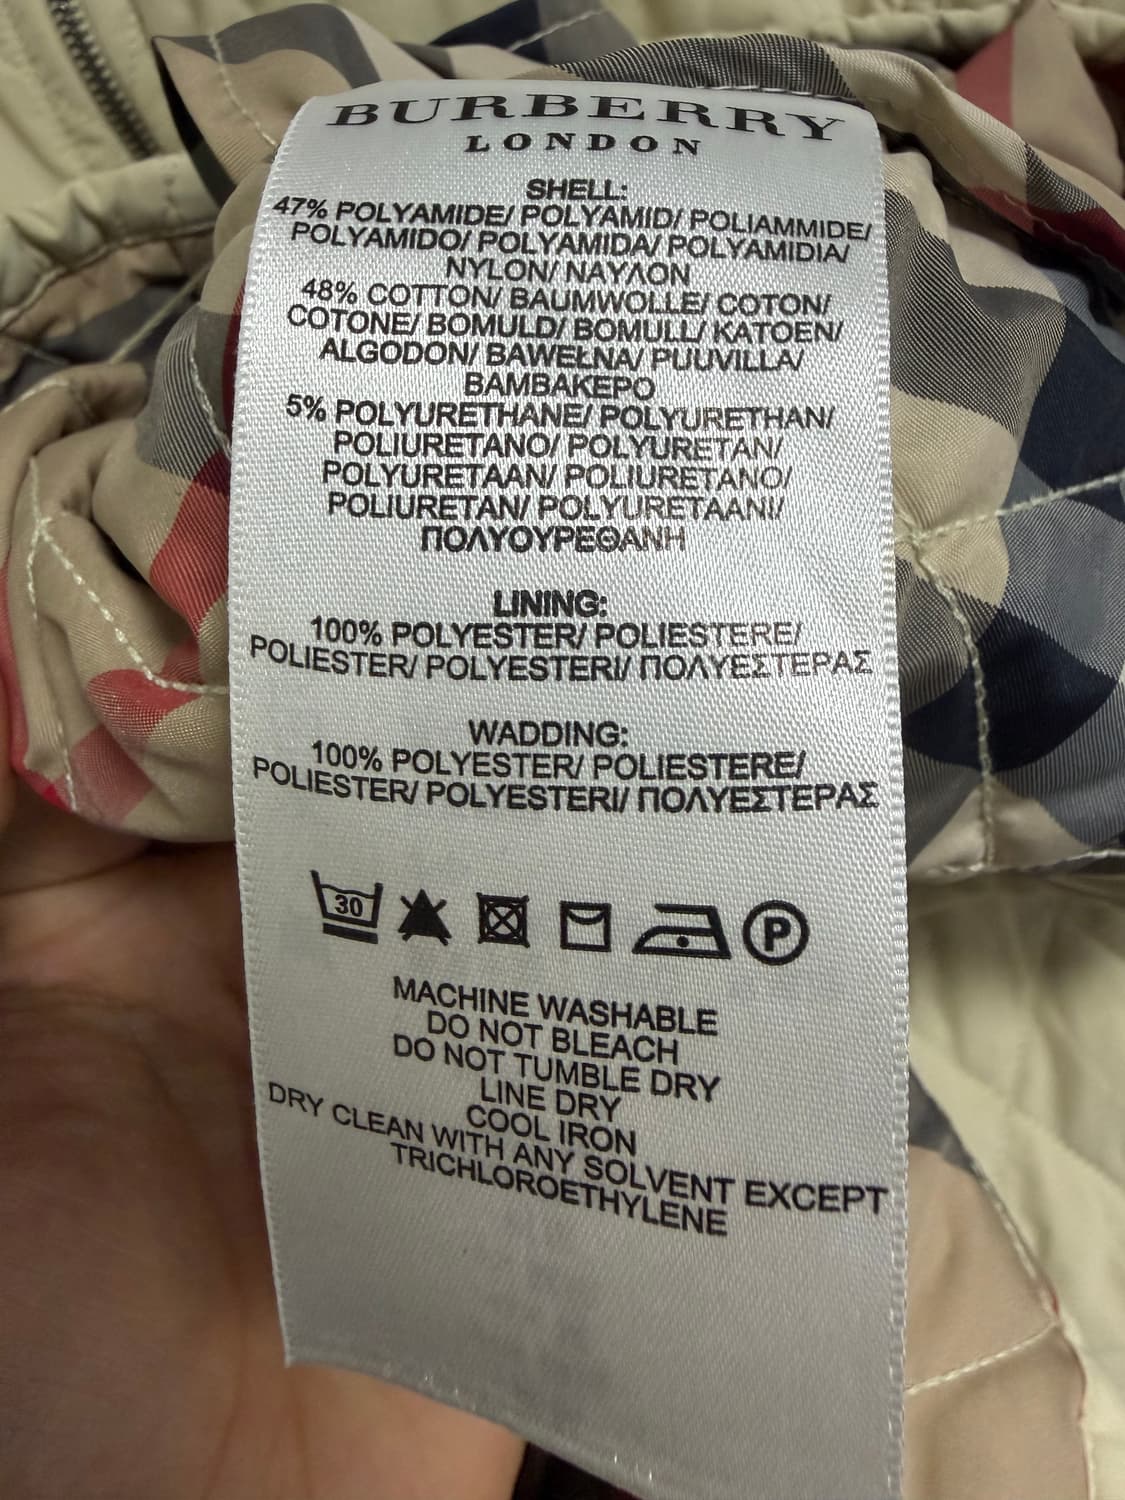 BURBERRY
LONDON
SHELL:
47% POLYAMIDE/ POLYAMID/ POLIAMMIDE/
POLYAMIDO/ POLYAMIDA/ POLYAMIDIA/
NYLON/ ΝΑΥΛΟΝ
48% COTTON/ BAUMWOLLE/ COTON/
COTONE/ BOMULD/ BOMULL/ KATOEN/
ALGODON/ BAWEŁNA/ PUUVILLA/
ΒΑΜΒΑΚΕΡΟ
5% POLYURETHANE/ POLYURETHAN/
POLIURETANO/ POLYURETAN/
POLYURETAAN/ POLIURETANO/
POLIURETAN/ POLYURETAANI/
ΠΟΛΥΟΥΡΕΘΑΝΗ
LINING:
100% POLYESTER/ POLIESTERE/
POLIESTER/ POLYESTERI/ ΠΟΛΥΕΣΤΕΡΑΣ
WADDING:
100% POLYESTER/ POLIESTERE/
POLIESTER/ POLYESTERI/ ΠΟΛΥΕΣΤΕΡΑΣ
30 P
MACHINE WASHABLE
DO NOT BLEACH
DO NOT TUMBLE DRY
LINE DRY
COOL IRON
DRY CLEAN WITH ANY SOLVENT EXCEPT
TRICHLOROETHYLENE